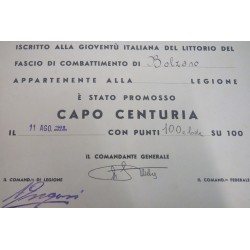 ISCRITTO ALLA GIOVENTÙ ITALIANA DEL LITTORIO DEL
FASCIO DI COMBATTIMENTO DI Bolzano
APPARTENENTE ALLA LEGIONE
È STATO PROMOSSO
CAPO CENTURIA
IL 11 AGO. CON PUNTI 100 e lode SU 100
IL COMANDANTE GENERALE
IL COMAND. DI LEGIONE IL COMAND. FEDERALE